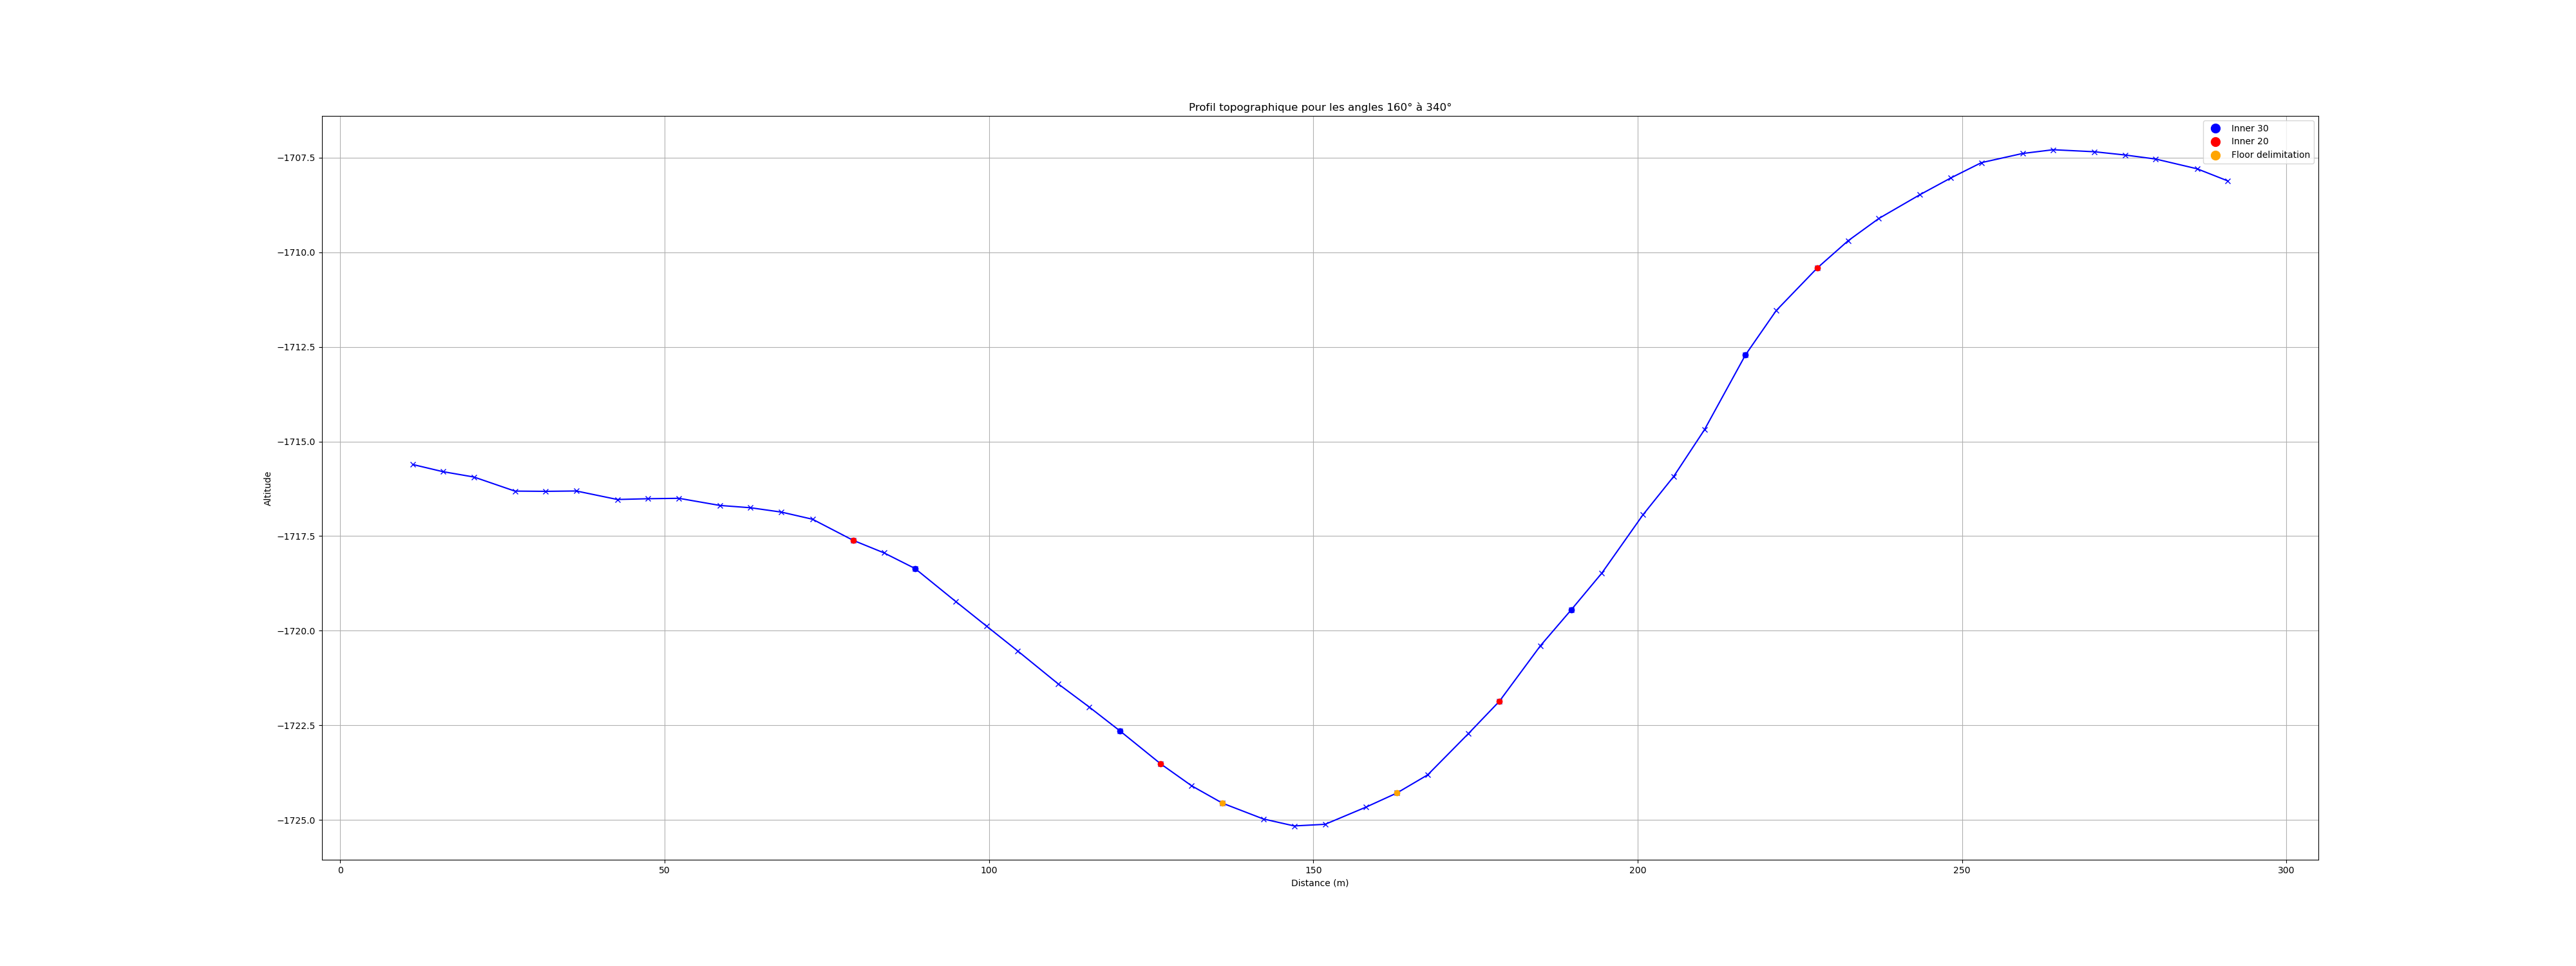 Profil topographique pour les angles 160° à 340°
Inner 30
Inner 20
Floor delimitation
−1707.5
−1710.0
−1712.5
−1715.0
−1717.5
−1720.0
−1722.5
−1725.0
Altitude
0 50 100 150 200 250 300
Distance (m)